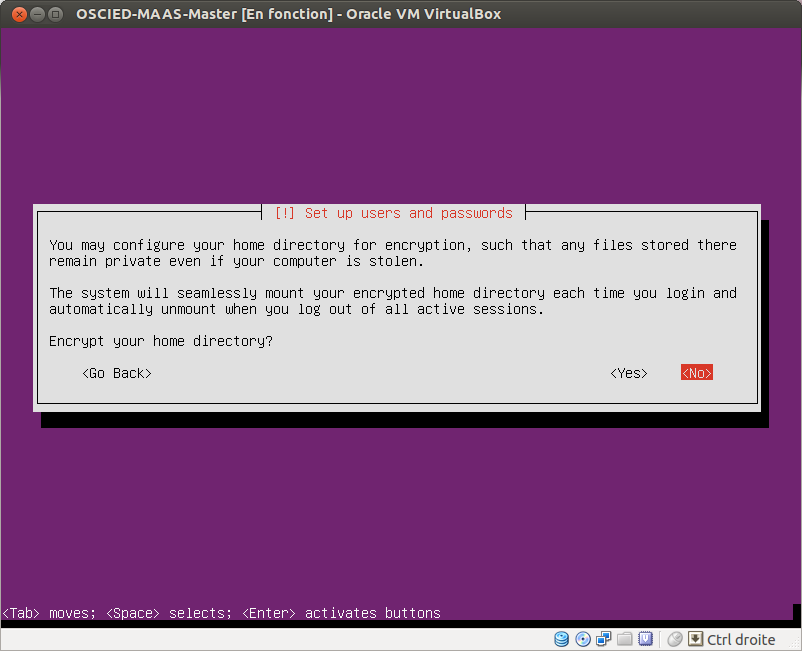 OSCIED-MAAS-Master [En fonction] - Oracle VM VirtualBox
[!] Set up users and passwords
You may configure your home directory for encryption, such that any files stored there
remain private even if your computer is stolen.
The system will seamlessly mount your encrypted home directory each time you login and
automatically unmount when you log out of all active sessions.
Encrypt your home directory?
<Go Back> <Yes> <No>
<Tab> moves; <Space> selects; <Enter> activates buttons
Ctrl droite